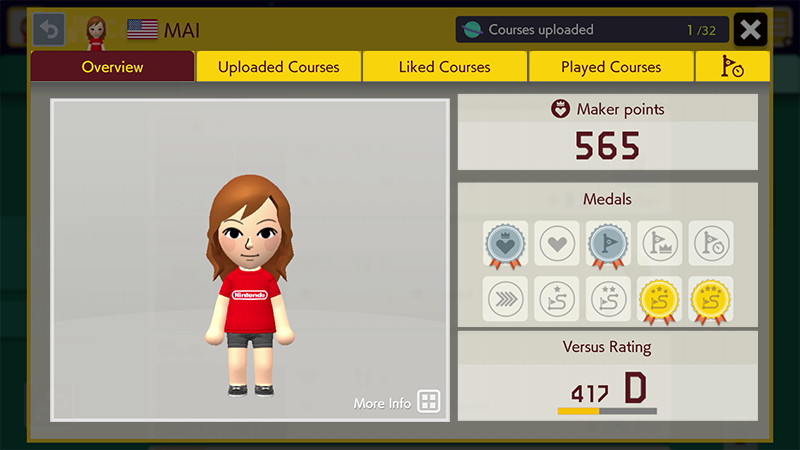 MAI
Courses uploaded 1/32
Overview
Uploaded Courses
Liked Courses
Played Courses
Maker points
565
Medals
Nintendo
Versus Rating
417 D
More Info